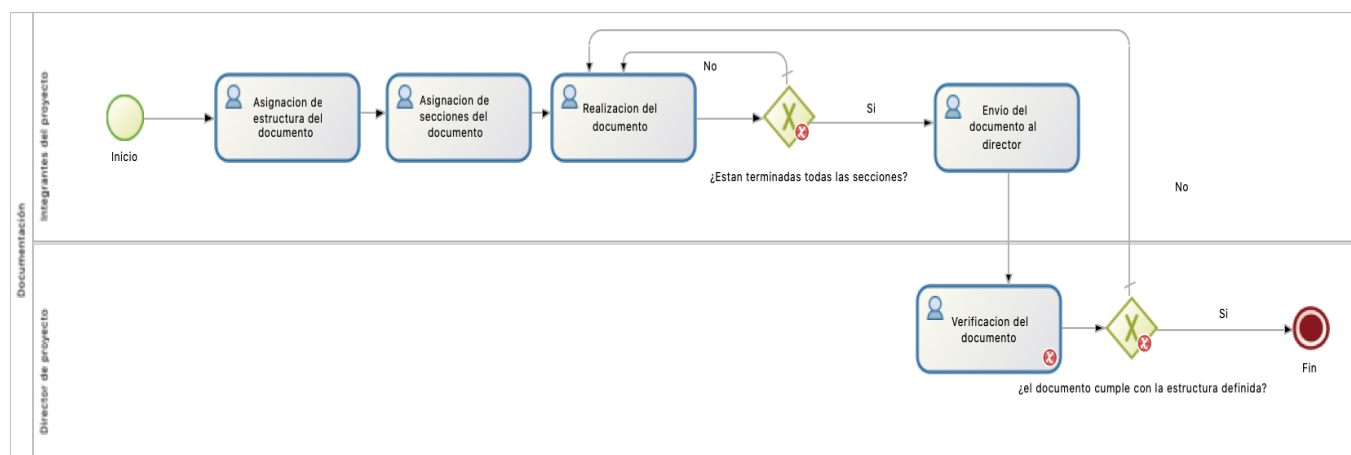 Documentación
Integrantes del proyecto
Inicio
Asignacion de
estructura del
documento
Asignacion de
secciones del
documento
Realizacion del
documento
No
¿Estan terminadas todas las secciones?
Si
Envio del
documento al
director
No
Director de proyecto
Verificacion del
documento
¿el documento cumple con la estructura definida?
Si
Fin